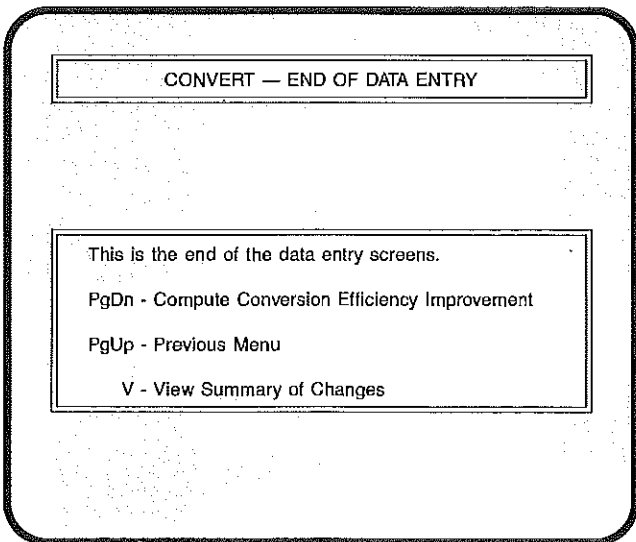 CONVERT — END OF DATA ENTRY
This is the end of the data entry screens.
PgDn - Compute Conversion Efficiency Improvement
PgUp - Previous Menu
V - View Summary of Changes